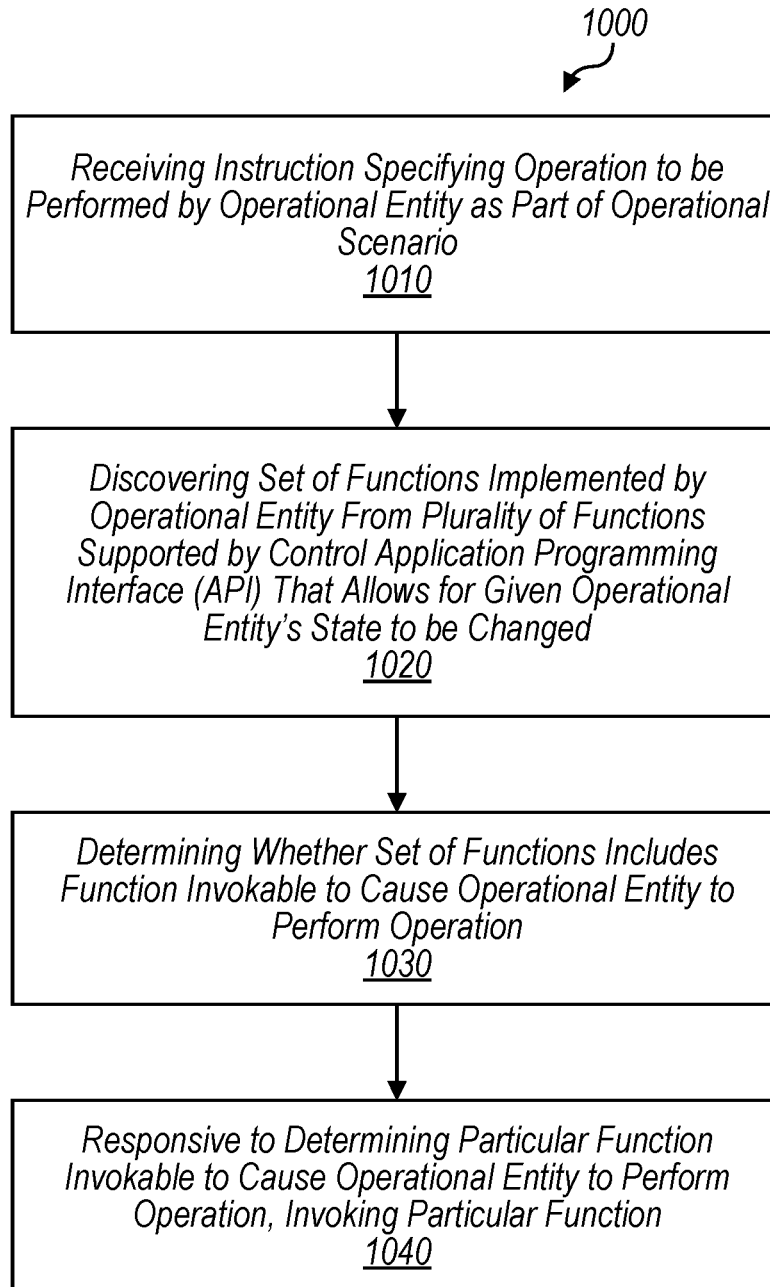 1000
Receiving Instruction Specifying Operation to be
Performed by Operational Entity as Part of Operational
Scenario
1010
Discovering Set of Functions Implemented by
Operational Entity From Plurality of Functions
Supported by Control Application Programming
Interface (API) That Allows for Given Operational
Entity's State to be Changed
1020
Determining Whether Set of Functions Includes
Function Invokable to Cause Operational Entity to
Perform Operation
1030
Responsive to Determining Particular Function
Invokable to Cause Operational Entity to Perform
Operation, Invoking Particular Function
1040